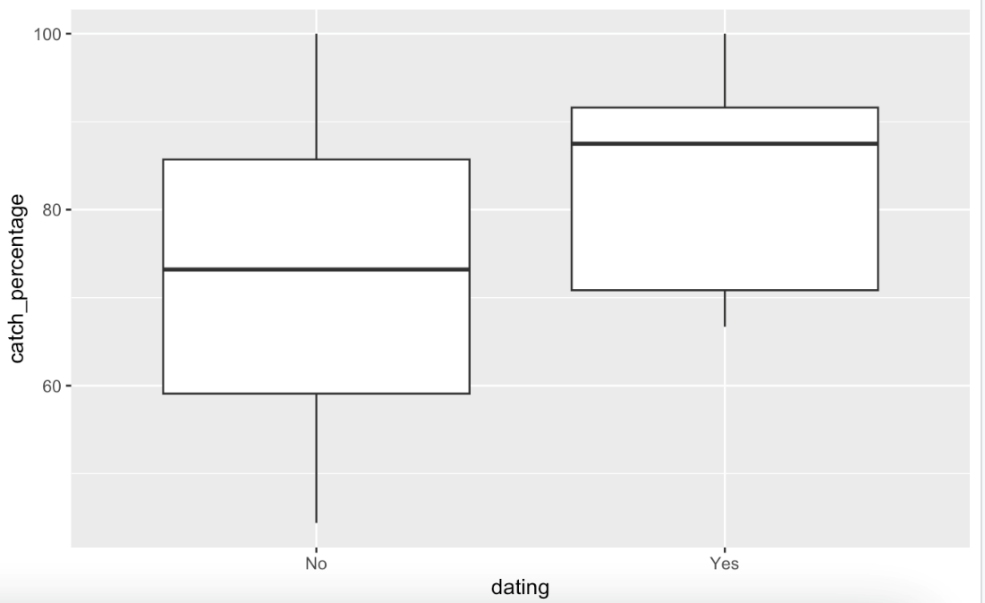 catch_percentage
100
80
60
No Yes
dating